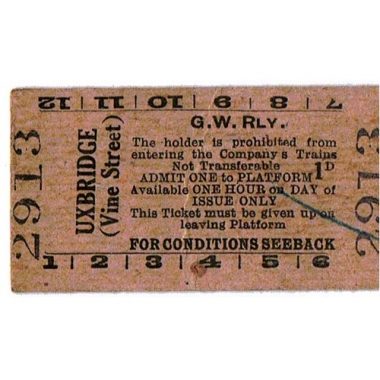 12 | 11 | 10 | 9 | 8 | 7
2913
UXBRIDGE
(Vine Street)
G.W. RLY.
The holder is prohibited from
entering the Company's Trains
Not Transferable
ADMIT ONE to PLATFORM 1D
Available ONE HOUR on DAY of
ISSUE ONLY
This Ticket must be given up on
leaving Platform
FOR CONDITIONS SEE BACK
2913
1 | 2 | 3 | 4 | 5 | 6